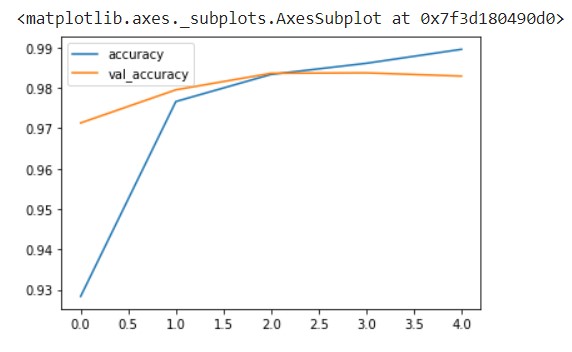 <matplotlib.axes._subplots.AxesSubplot at 0x7f3d180490d0>
accuracy
val_accuracy
0.99
0.98
0.97
0.96
0.95
0.94
0.93
0.0 0.5 1.0 1.5 2.0 2.5 3.0 3.5 4.0